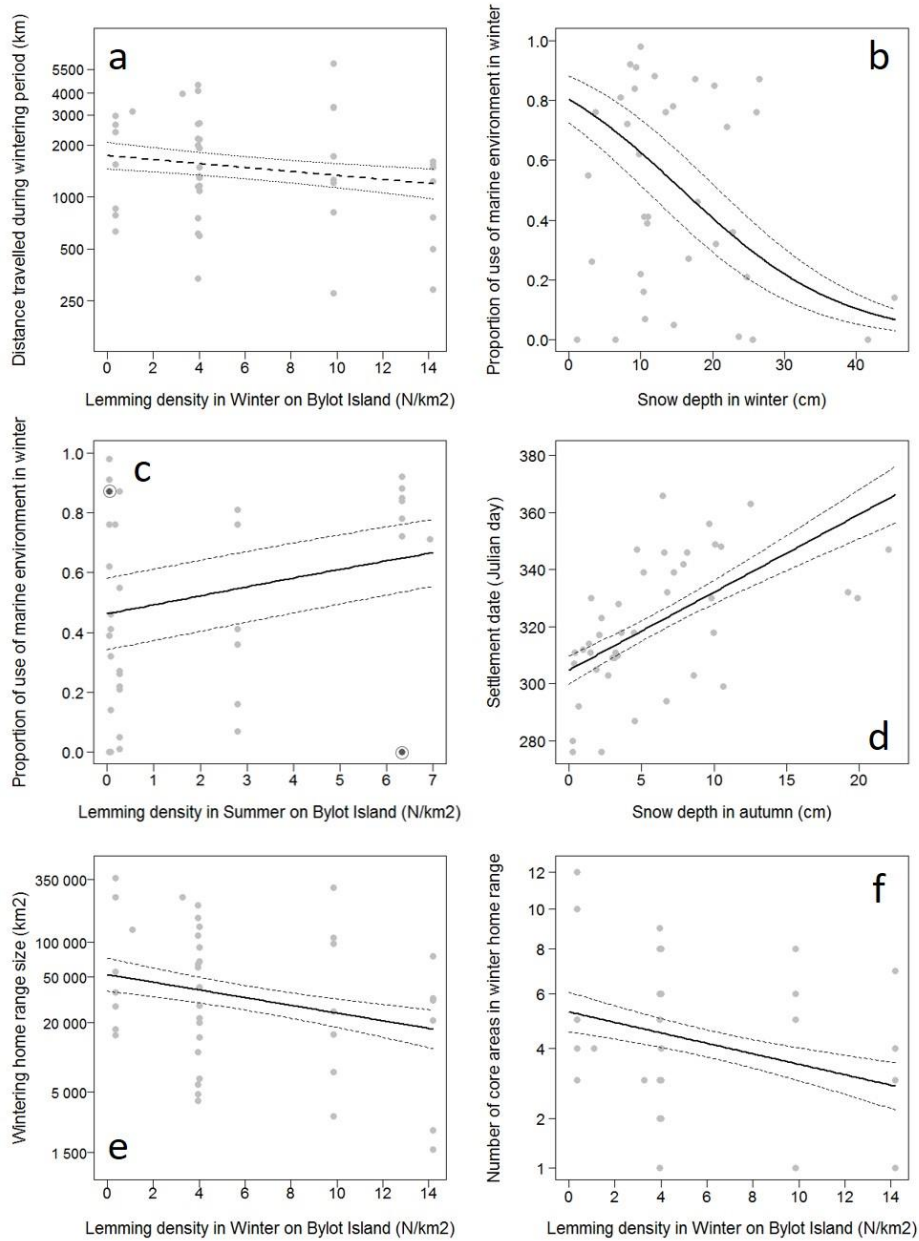 a
Distance travelled during wintering period (km)
5500
4000
3000
2000
1000
500
250
0 2 4 6 8 10 12 14
Lemming density in Winter on Bylot Island (N/km2)
b
Proportion of use of marine environment in winter
1.0
0.8
0.6
0.4
0.2
0.0
0 10 20 30 40
Snow depth in winter (cm)
c
Proportion of use of marine environment in winter
1.0
0.8
0.6
0.4
0.2
0.0
0 1 2 3 4 5 6 7
Lemming density in Summer on Bylot Island (N/km2)
d
Settlement date (Julian day)
380
360
340
320
300
280
0 5 10 15 20
Snow depth in autumn (cm)
e
Wintering home range size (km2)
350 000
100 000
50 000
20 000
5 000
1 500
0 2 4 6 8 10 12 14
Lemming density in Winter on Bylot Island (N/km2)
f
Number of core areas in winter home range
12
10
8
6
4
2
1
0 2 4 6 8 10 12 14
Lemming density in Winter on Bylot Island (N/km2)